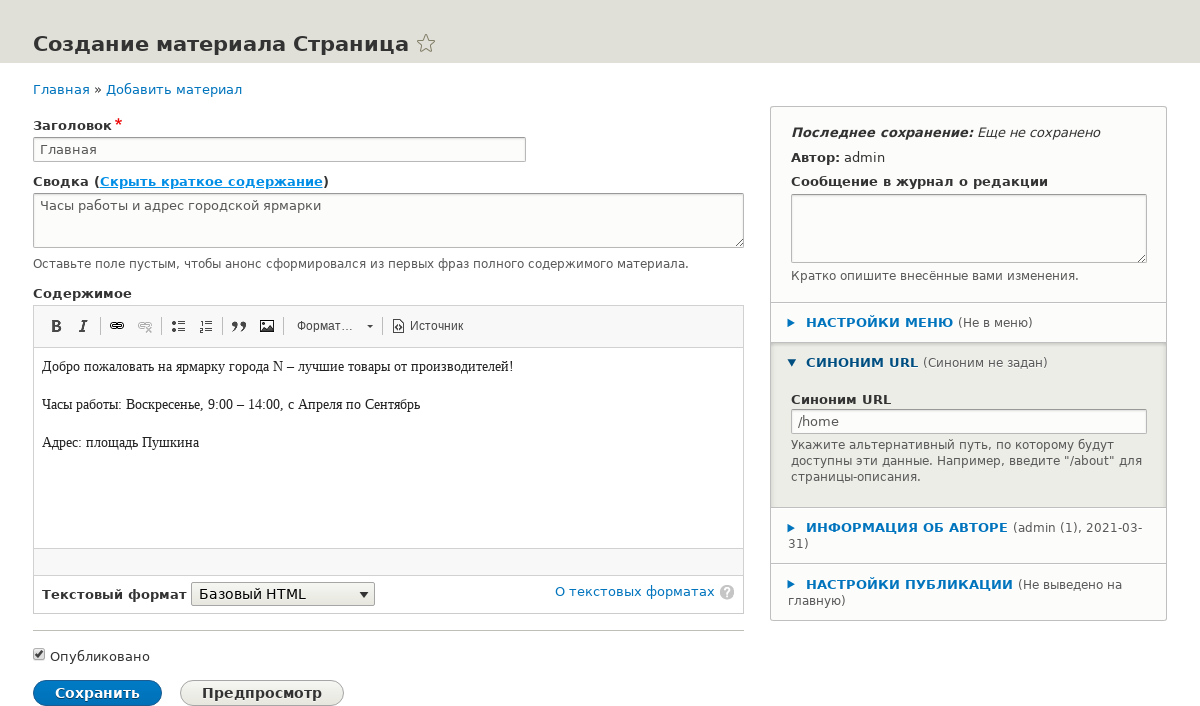 Создание материала Страница
Главная » Добавить материал
Заголовок*
Главная
Сводка (Скрыть краткое содержание)
Часы работы и адрес городской ярмарки
Оставьте поле пустым, чтобы анонс сформировался из первых фраз полного содержимого материала.
Содержимое
B I Формат... Источник
Добро пожаловать на ярмарку города N – лучшие товары от производителей!
Часы работы: Воскресенье, 9:00 – 14:00, с Апреля по Сентябрь
Адрес: площадь Пушкина
Текстовый формат Базовый HTML О текстовых форматах ?
Опубликовано
Сохранить Предпросмотр
Последнее сохранение: Еще не сохранено
Автор: admin
Сообщение в журнал о редакции
Кратко опишите внесённые вами изменения.
НАСТРОЙКИ МЕНЮ (Не в меню)
СИНОНИМ URL (Синоним не задан)
Синоним URL
/home
Укажите альтернативный путь, по которому будут
доступны эти данные. Например, введите "/about" для
страницы-описания.
ИНФОРМАЦИЯ ОБ АВТОРЕ (admin (1), 2021-03-
31)
НАСТРОЙКИ ПУБЛИКАЦИИ (Не выведено на
главную)